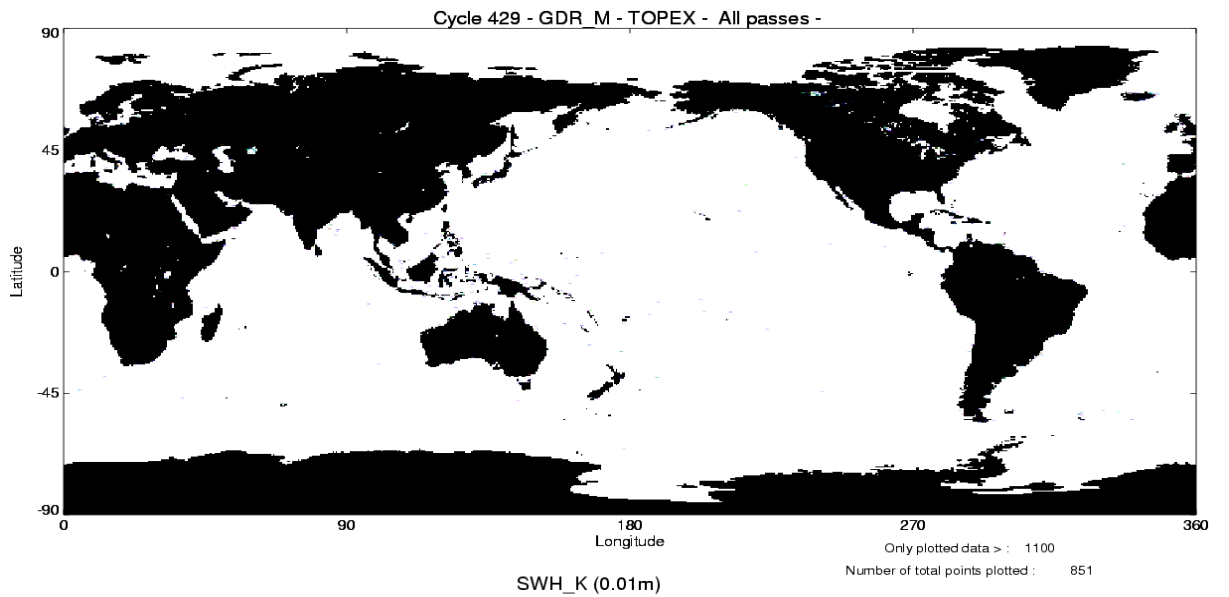 Cycle 429 - GDR_M - TOPEX - All passes -
90
45
0
-45
-90
Latitude
0 90 180 270 360
Longitude
Only plotted data > : 1100
Number of total points plotted : 851
SWH_K (0.01m)